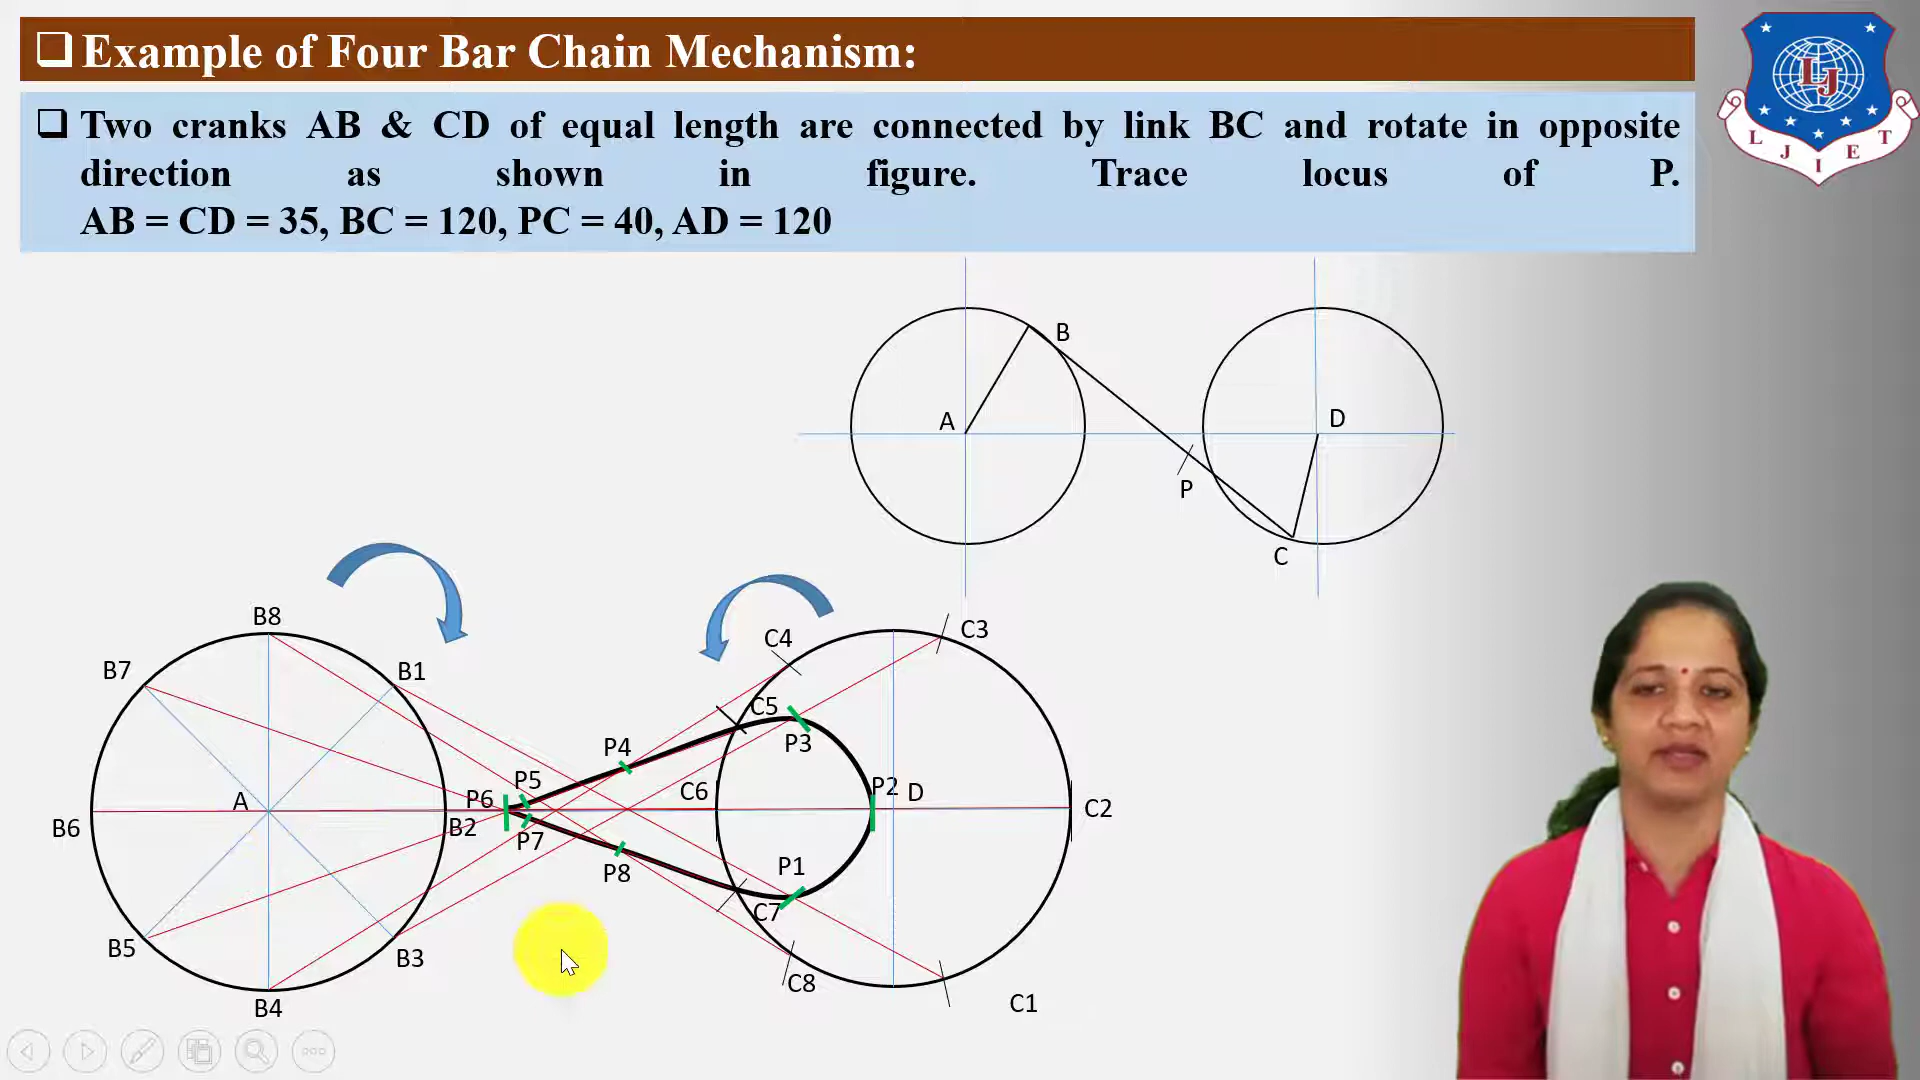 Example of Four Bar Chain Mechanism:
Two cranks AB & CD of equal length are connected by link BC and rotate in opposite
direction as shown in figure. Trace locus of P.
AB = CD = 35, BC = 120, PC = 40, AD = 120
LJ
L J I E T
B
A
D
P
C
B8
C4
C3
B7
B1
C5
P4
P3
P5
P2
A
P6
C6
D
C2
B6
B2
P7
P8
P1
C7
B5
B3
C8
B4
C1